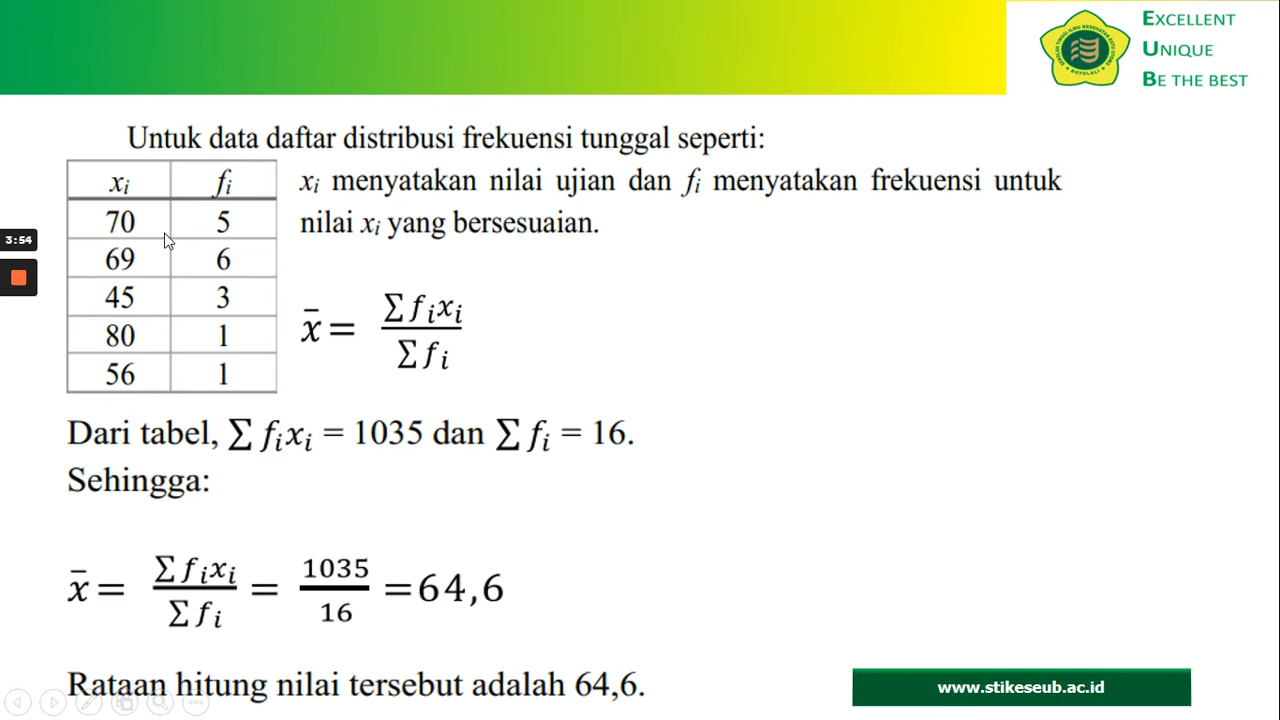 EXCELLENT
UNIQUE
BE THE BEST
Untuk data daftar distribusi frekuensi tunggal seperti:
xᵢ fᵢ
70 5
69 6
45 3
80 1
56 1
xᵢ menyatakan nilai ujian dan fᵢ menyatakan frekuensi untuk
nilai xᵢ yang bersesuaian.
x̄ = ∑ fᵢxᵢ / ∑ fᵢ
3:54
Dari tabel, ∑ fᵢxᵢ = 1035 dan ∑ fᵢ = 16.
Sehingga:
x̄ = ∑ fᵢxᵢ / ∑ fᵢ = 1035 / 16 = 64,6
Rataan hitung nilai tersebut adalah 64,6.
www.stikeseub.ac.id
BOYOLALI